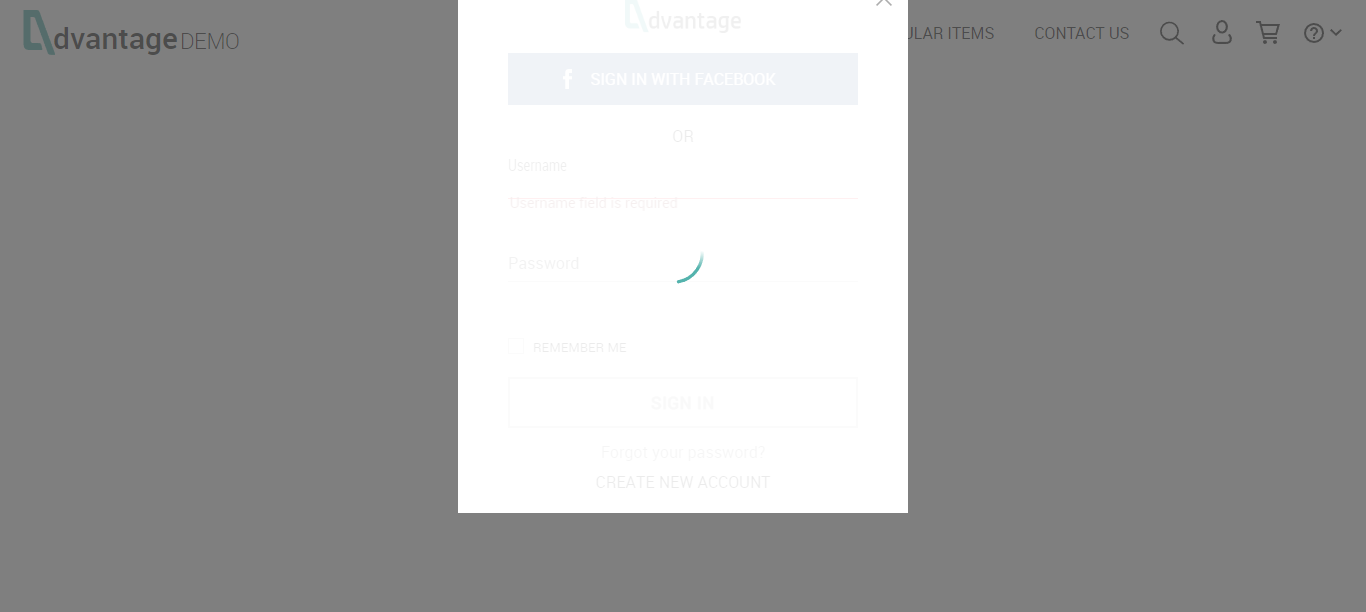 dvantage DEMO
ULAR ITEMS
CONTACT US
dvantage
SIGN IN WITH FACEBOOK
OR
Username
Username field is required
Password
REMEMBER ME
SIGN IN
Forgot your password?
CREATE NEW ACCOUNT